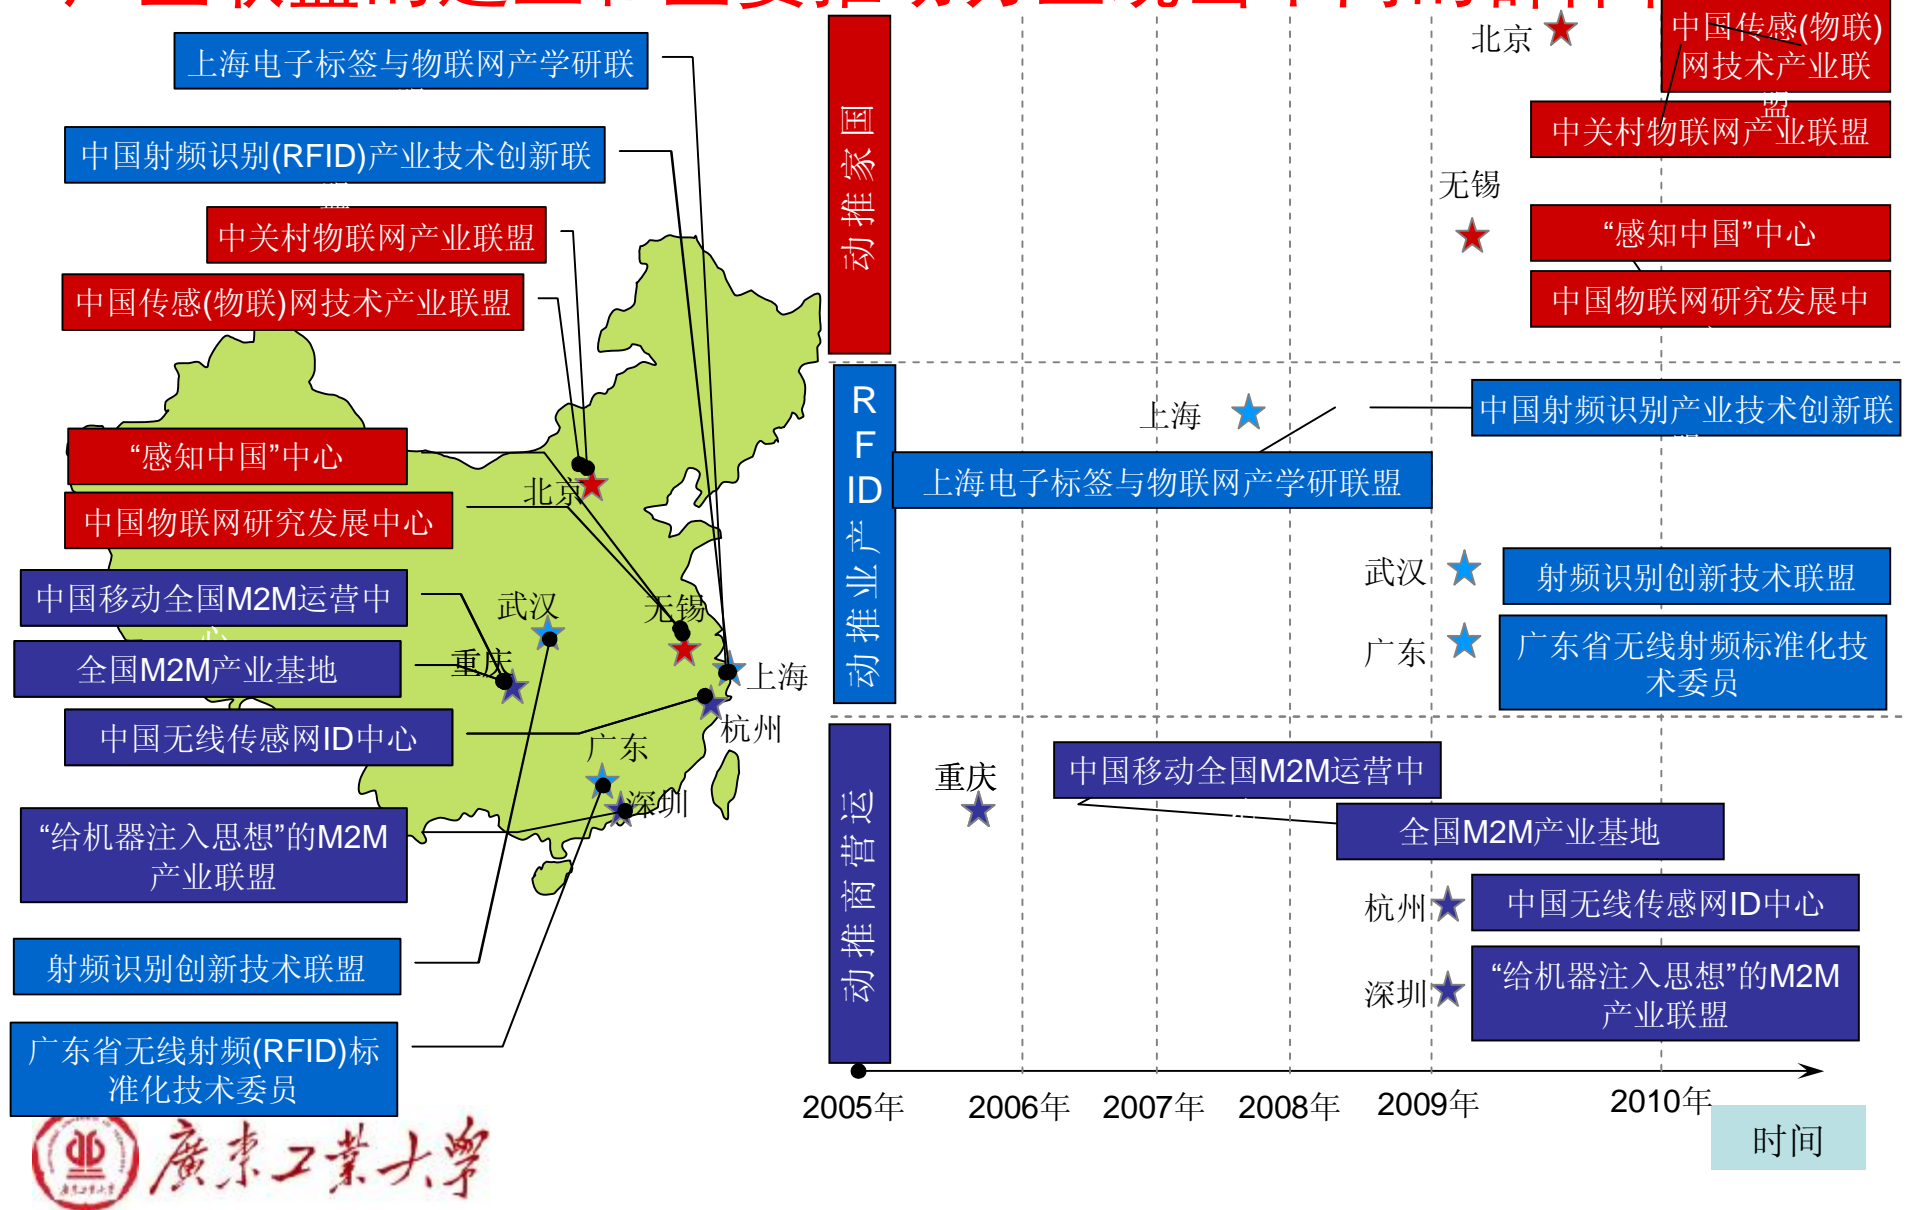 上海电子标签与物联网产学研联
中国射频识别(RFID)产业技术创新联
盟
中关村物联网产业联盟
中国传感(物联)网技术产业联盟
“感知中国”中心
中国物联网研究发展中心
中国移动全国M2M运营中
心
全国M2M产业基地
中国无线传感网ID中心
“给机器注入思想”的M2M
产业联盟
射频识别创新技术联盟
广东省无线射频(RFID)标
准化技术委员
北京
武汉
无锡
重庆
上海
杭州
广东
深圳
廣東工業大學
动推家国
北京
中国传感(物联)
网技术产业联
盟
中关村物联网产业联盟
无锡
“感知中国”中心
中国物联网研究发展中
R
F
ID
动推业产
上海
中国射频识别产业技术创新联
上海电子标签与物联网产学研联盟
武汉
射频识别创新技术联盟
广东
广东省无线射频标准化技
术委员
动推商营运
重庆
中国移动全国M2M运营中
全国M2M产业基地
杭州
中国无线传感网ID中心
深圳
“给机器注入思想”的M2M
产业联盟
2005年
2006年
2007年
2008年
2009年
2010年
时间